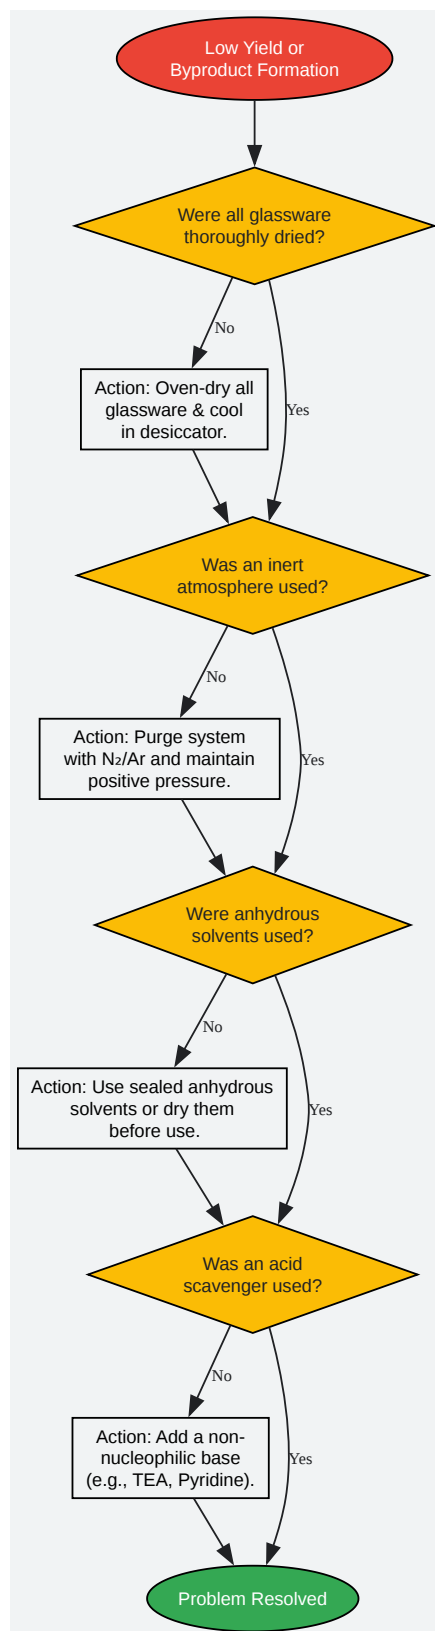 Low Yield or
Byproduct Formation
Were all glassware
thoroughly dried?
No
Action: Oven-dry all
glassware & cool
in desiccator.
Yes
Was an inert
atmosphere used?
No
Action: Purge system
with N₂/Ar and maintain
positive pressure.
Yes
Were anhydrous
solvents used?
No
Action: Use sealed anhydrous
solvents or dry them
before use.
Yes
Was an acid
scavenger used?
No
Action: Add a non-
nucleophilic base
(e.g., TEA, Pyridine).
Yes
Problem Resolved